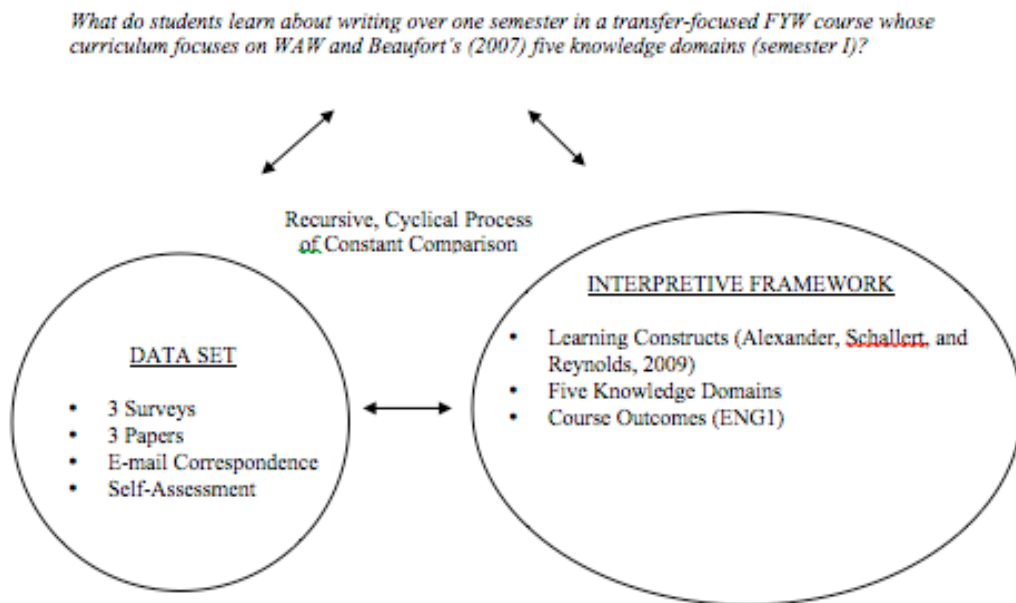 What do students learn about writing over one semester in a transfer-focused FYW course whose
curriculum focuses on WAW and Beaufort's (2007) five knowledge domains (semester I)?
Recursive, Cyclical Process
of Constant Comparison
DATA SET
• 3 Surveys
• 3 Papers
• E-mail Correspondence
• Self-Assessment
INTERPRETIVE FRAMEWORK
• Learning Constructs (Alexander, Schallert, and
Reynolds, 2009)
• Five Knowledge Domains
• Course Outcomes (ENG1)